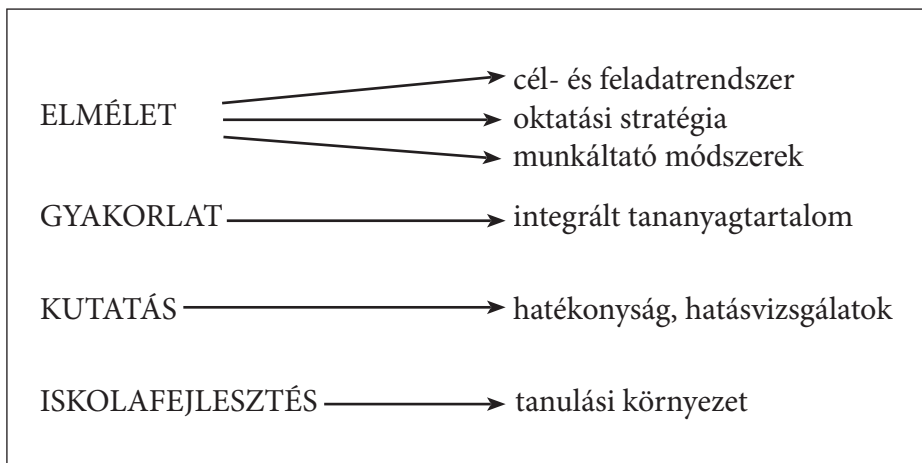 cél- és feladatrendszer
ELMÉLET
oktatási stratégia
munkáltató módszerek
GYAKORLAT
integrált tananyagtartalom
KUTATÁS
hatékonyság, hatásvizsgálatok
ISKOLAFEJLESZTÉS
tanulási környezet